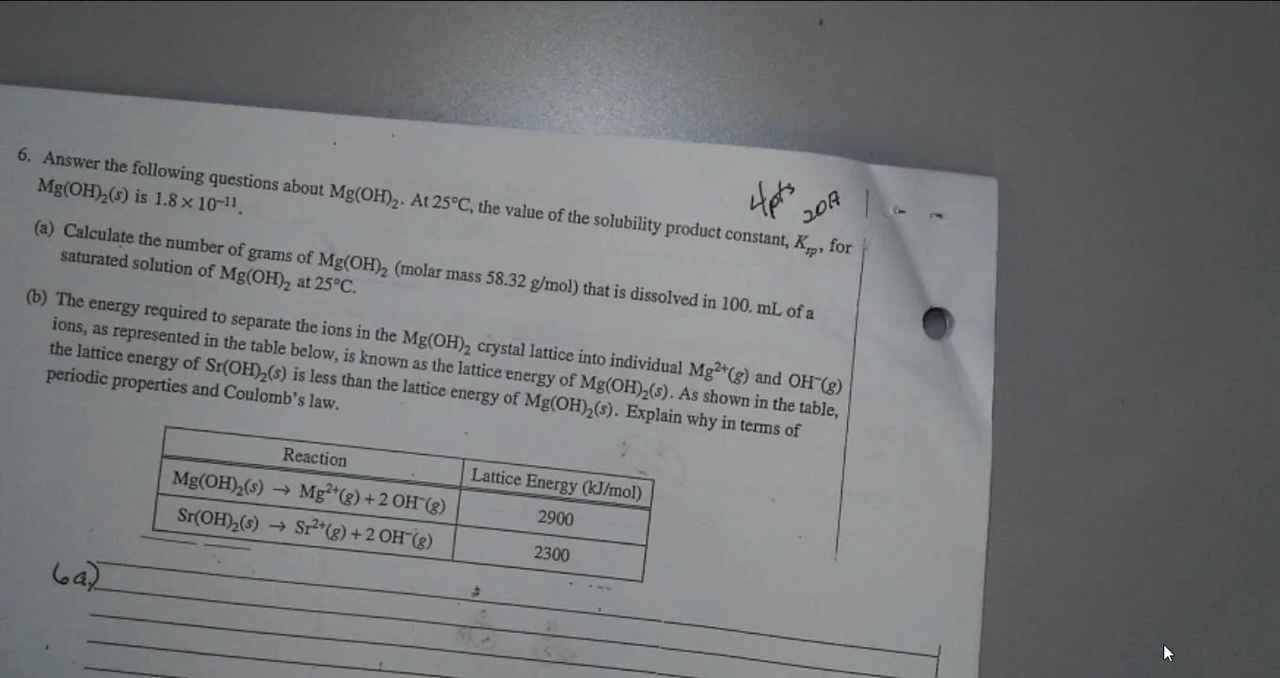 4pts 20A
6. Answer the following questions about Mg(OH)₂. At 25°C, the value of the solubility product constant, Kₛₚ, for
Mg(OH)₂(s) is 1.8 × 10⁻¹¹.
(a) Calculate the number of grams of Mg(OH)₂ (molar mass 58.32 g/mol) that is dissolved in 100. mL of a
saturated solution of Mg(OH)₂ at 25°C.
(b) The energy required to separate the ions in the Mg(OH)₂ crystal lattice into individual Mg²⁺(g) and OH⁻(g)
ions, as represented in the table below, is known as the lattice energy of Mg(OH)₂(s). As shown in the table,
the lattice energy of Sr(OH)₂(s) is less than the lattice energy of Mg(OH)₂(s). Explain why in terms of
periodic properties and Coulomb's law.
Reaction Lattice Energy (kJ/mol)
Mg(OH)₂(s) → Mg²⁺(g) + 2 OH⁻(g) 2900
Sr(OH)₂(s) → Sr²⁺(g) + 2 OH⁻(g) 2300
6a)